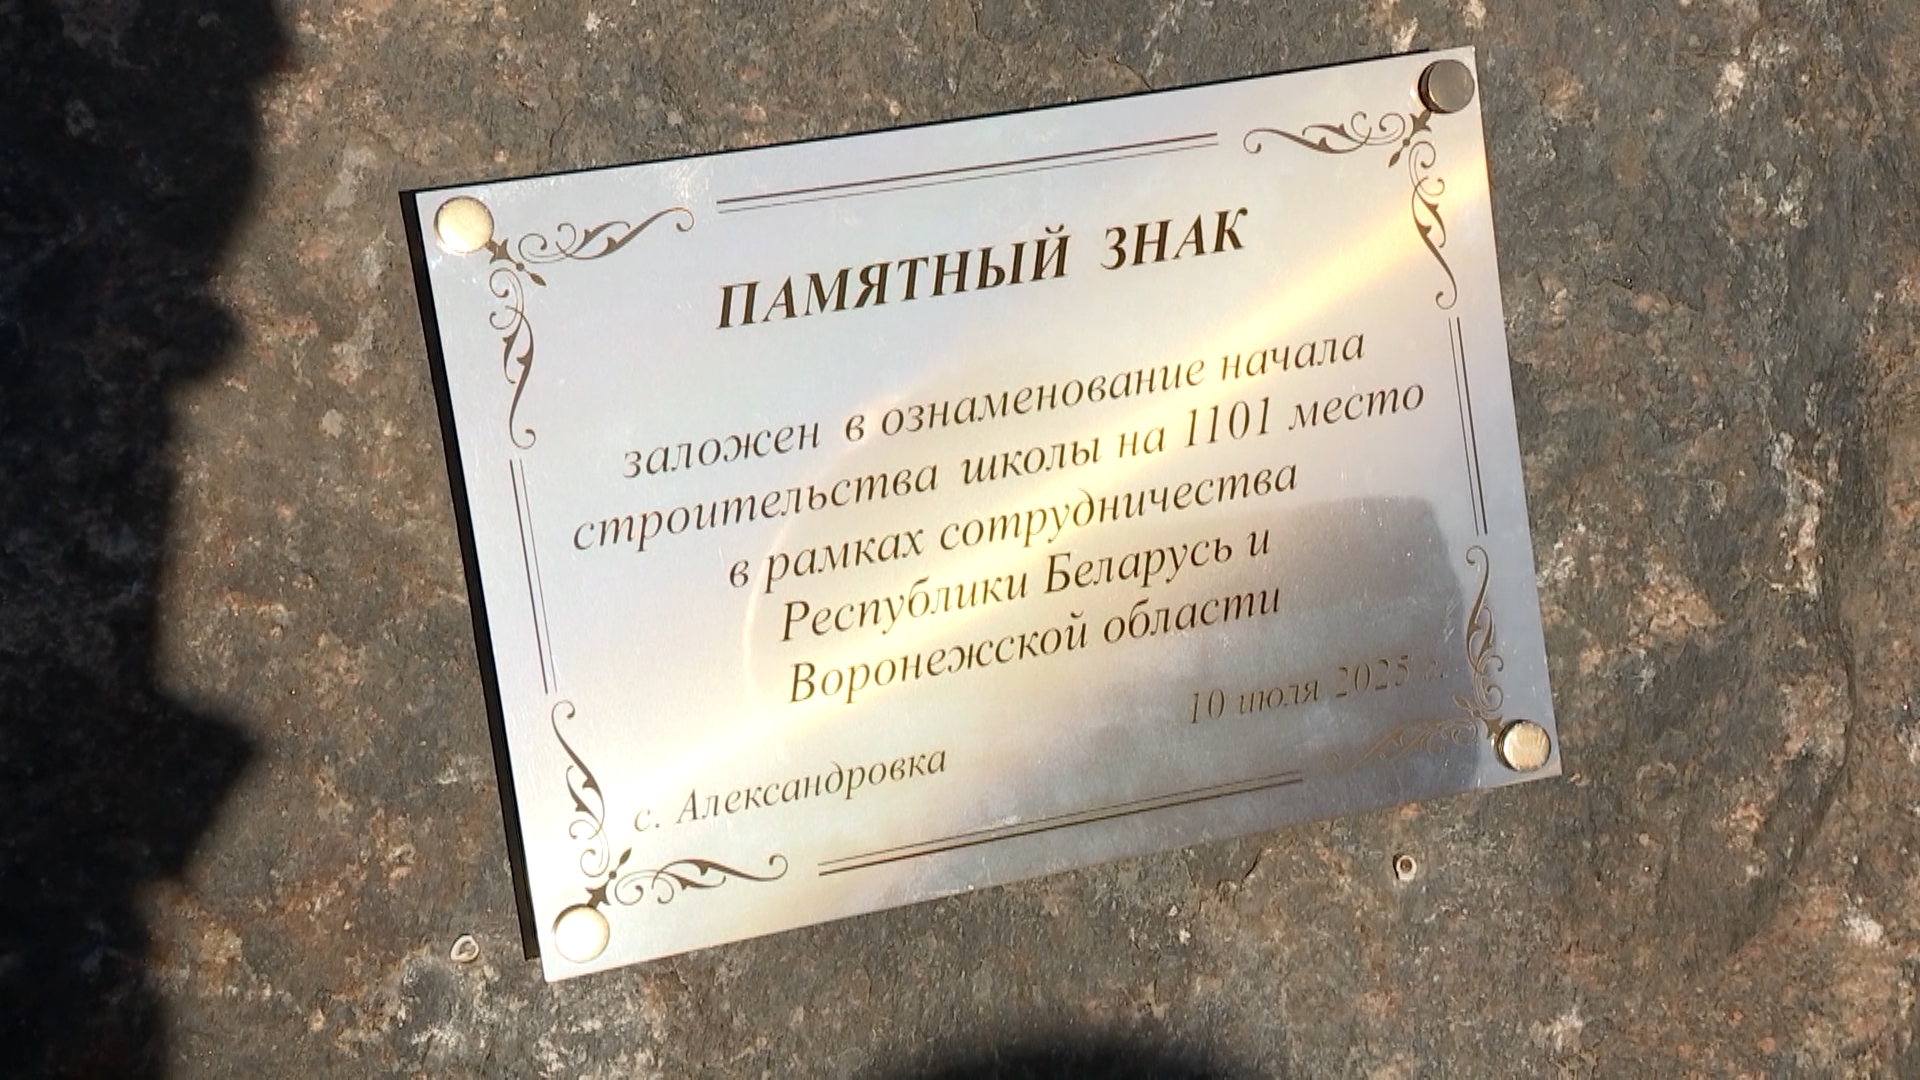 ПАМЯТНЫЙ ЗНАК
заложен в ознаменование начала
строительства школы на 1101 место
в рамках сотрудничества
Республики Беларусь и
Воронежской области
10 июля 2025 г.
с. Александровка